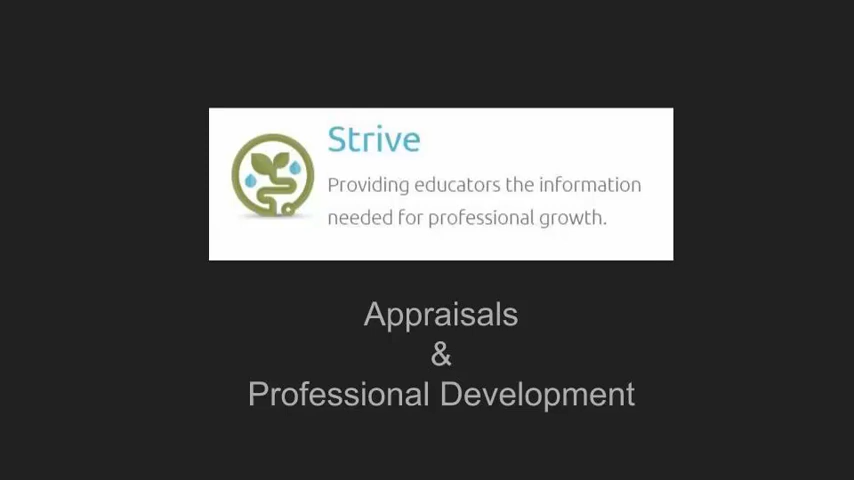 Strive
Providing educators the information
needed for professional growth.
Appraisals
&
Professional Development